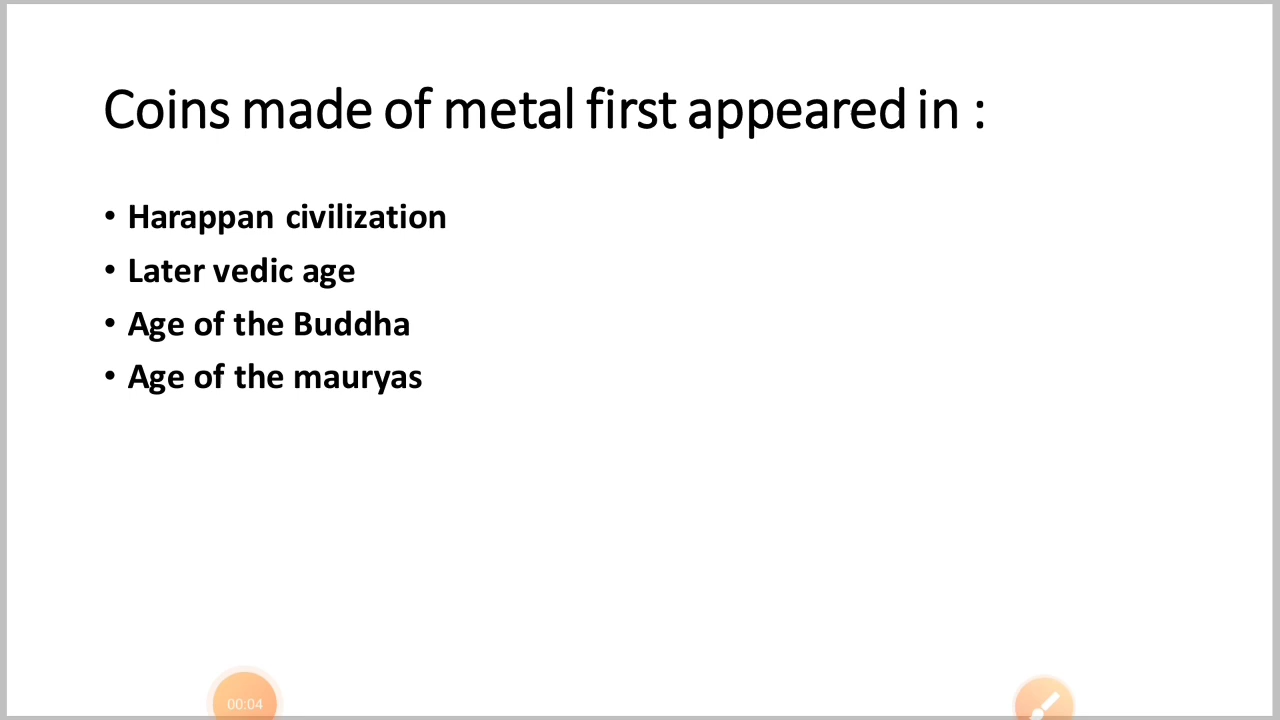 Coins made of metal first appeared in :
• Harappan civilization
• Later vedic age
• Age of the Buddha
• Age of the mauryas
00:04